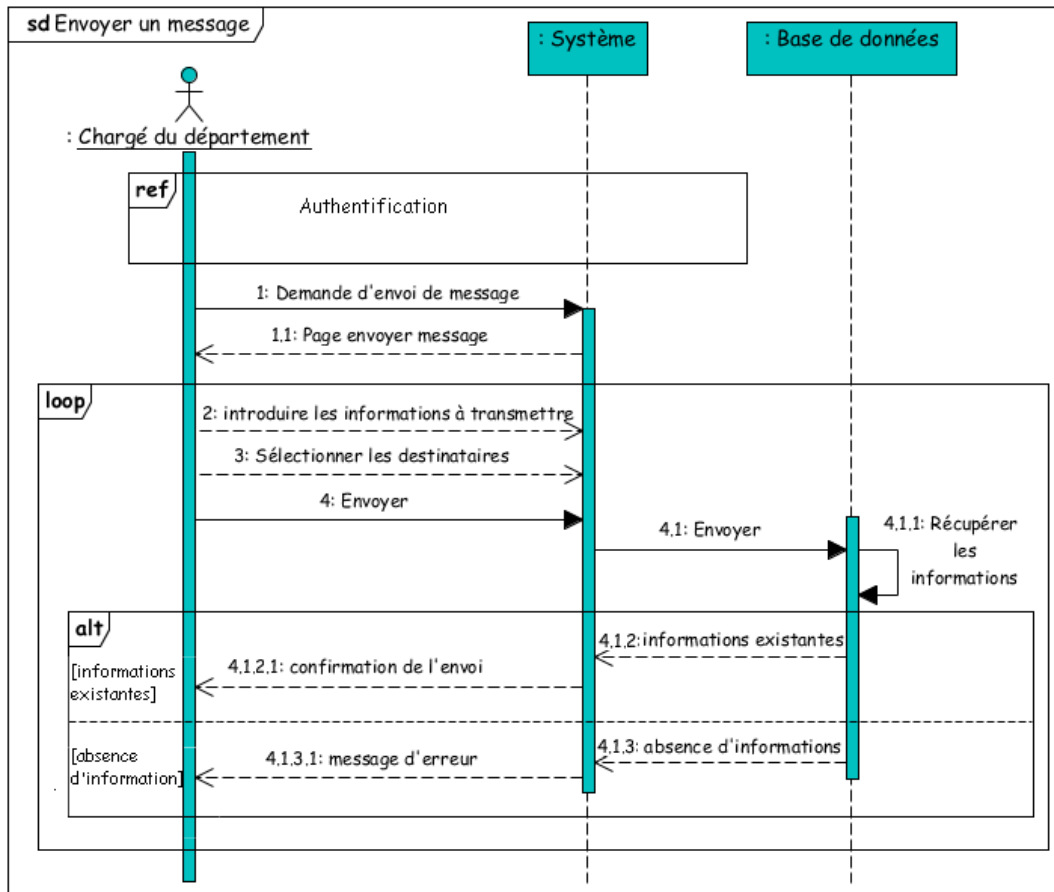 sd Envoyer un message
: Système
: Base de données
: Chargé du département
ref
Authentification
1: Demande d'envoi de message
1.1: Page envoyer message
loop
2: introduire les informations à transmettre
3: Sélectionner les destinataires
4: Envoyer
4.1: Envoyer
4.1.1: Récupérer
les
informations
alt
[informations
existantes]
4.1.2: informations existantes
4.1.2.1: confirmation de l'envoi
[absence
d'information]
4.1.3: absence d'informations
4.1.3.1: message d'erreur